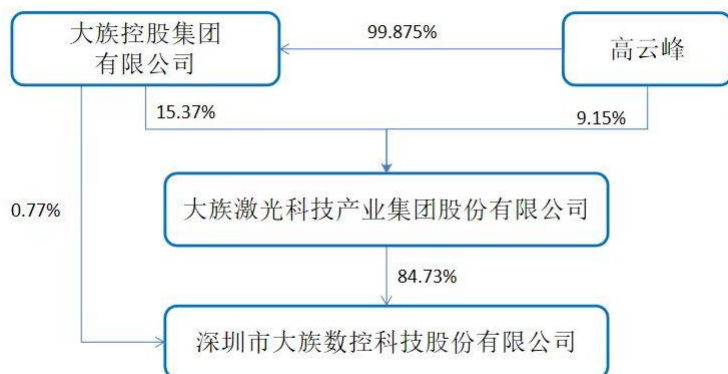 大族控股集团
有限公司
99.875%
高云峰
15.37%
9.15%
大族激光科技产业集团股份有限公司
0.77%
84.73%
深圳市大族数控科技股份有限公司